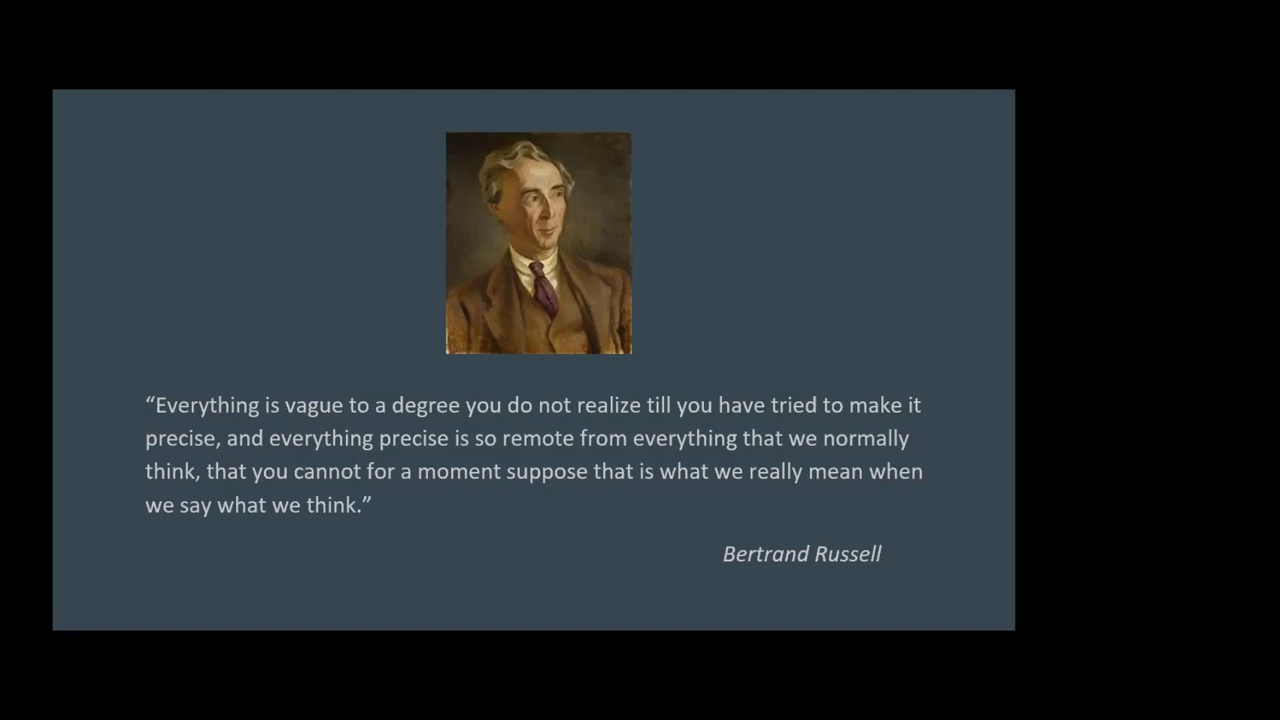 “Everything is vague to a degree you do not realize till you have tried to make it
precise, and everything precise is so remote from everything that we normally
think, that you cannot for a moment suppose that is what we really mean when
we say what we think.”
Bertrand Russell